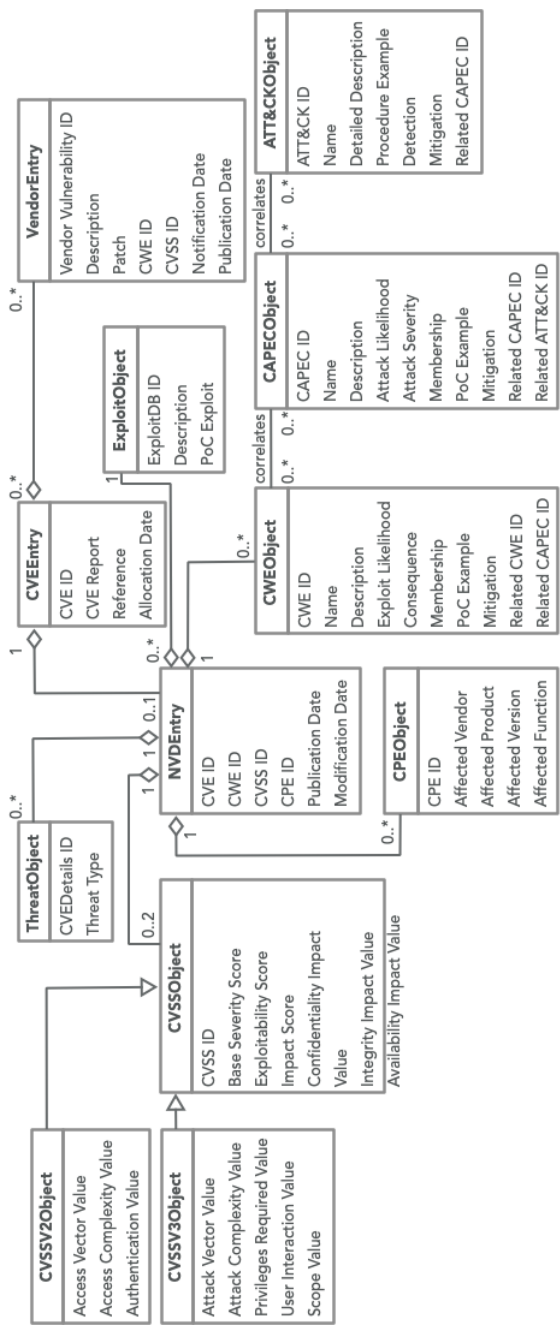 CVSSV2Object
Access Vector Value
Access Complexity Value
Authentication Value
CVSSV3Object
Attack Vector Value
Attack Complexity Value
Privileges Required Value
User Interaction Value
Scope Value
ThreatObject
CVEDetails ID
Threat Type
0..*
1
CVSSObject
CVSS ID
Base Severity Score
Exploitability Score
Impact Score
Confidentiality Impact
Value
Integrity Impact Value
Availability Impact Value
0..2
1
CVEEntry
CVE ID
CVE Report
Reference
Allocation Date
1
0..1
0..*
0..*
NVDEntry
CVE ID
CWE ID
CVSS ID
CPE ID
Publication Date
Modification Date
0..*
1
1
1
0..*
0..*
CPEObject
CPE ID
Affected Vendor
Affected Product
Affected Version
Affected Function
VendorEntry
Vendor Vulnerability ID
Description
Patch
CWE ID
CVSS ID
Notification Date
Publication Date
ExploitObject
ExploitDB ID
Description
PoC Exploit
CWEObject
CWE ID
Name
Description
Exploit Likelihood
Consequence
Membership
PoC Example
Mitigation
Related CWE ID
Related CAPEC ID
correlates
0..*
0..*
CAPECObject
CAPEC ID
Name
Description
Attack Likelihood
Attack Severity
Membership
PoC Example
Mitigation
Related CAPEC ID
Related ATT&CK ID
correlates
0..*
0..*
ATT&CKObject
ATT&CK ID
Name
Detailed Description
Procedure Example
Detection
Mitigation
Related CAPEC ID